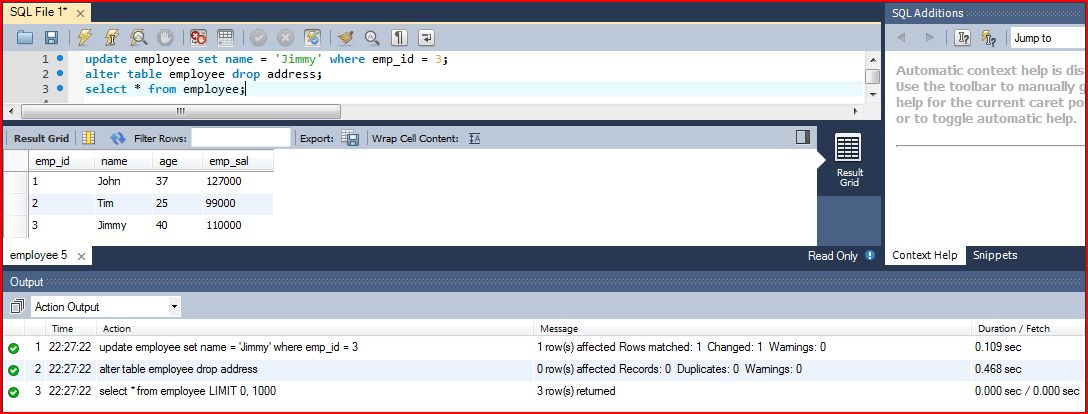 SQL File 1*
SQL Additions
Jump to
1 update employee set name = 'Jimmy' where emp_id = 3;
2 alter table employee drop address;
3 select * from employee;
4
Automatic context help is disa
Use the toolbar to manually g
help for the current caret po
or to toggle automatic help.
Result Grid Filter Rows: Export: Wrap Cell Content:
emp_id name age emp_sal
1 John 37 127000
2 Tim 25 99000
3 Jimmy 40 110000
Result
Grid
employee 5
Read Only
Context Help Snippets
Output
Action Output
Time Action Message Duration / Fetch
1 22:27:22 update employee set name = 'Jimmy' where emp_id = 3 1 row(s) affected Rows matched: 1 Changed: 1 Warnings: 0 0.109 sec
2 22:27:22 alter table employee drop address 0 row(s) affected Records: 0 Duplicates: 0 Warnings: 0 0.468 sec
3 22:27:22 select * from employee LIMIT 0, 1000 3 row(s) returned 0.000 sec / 0.000 sec